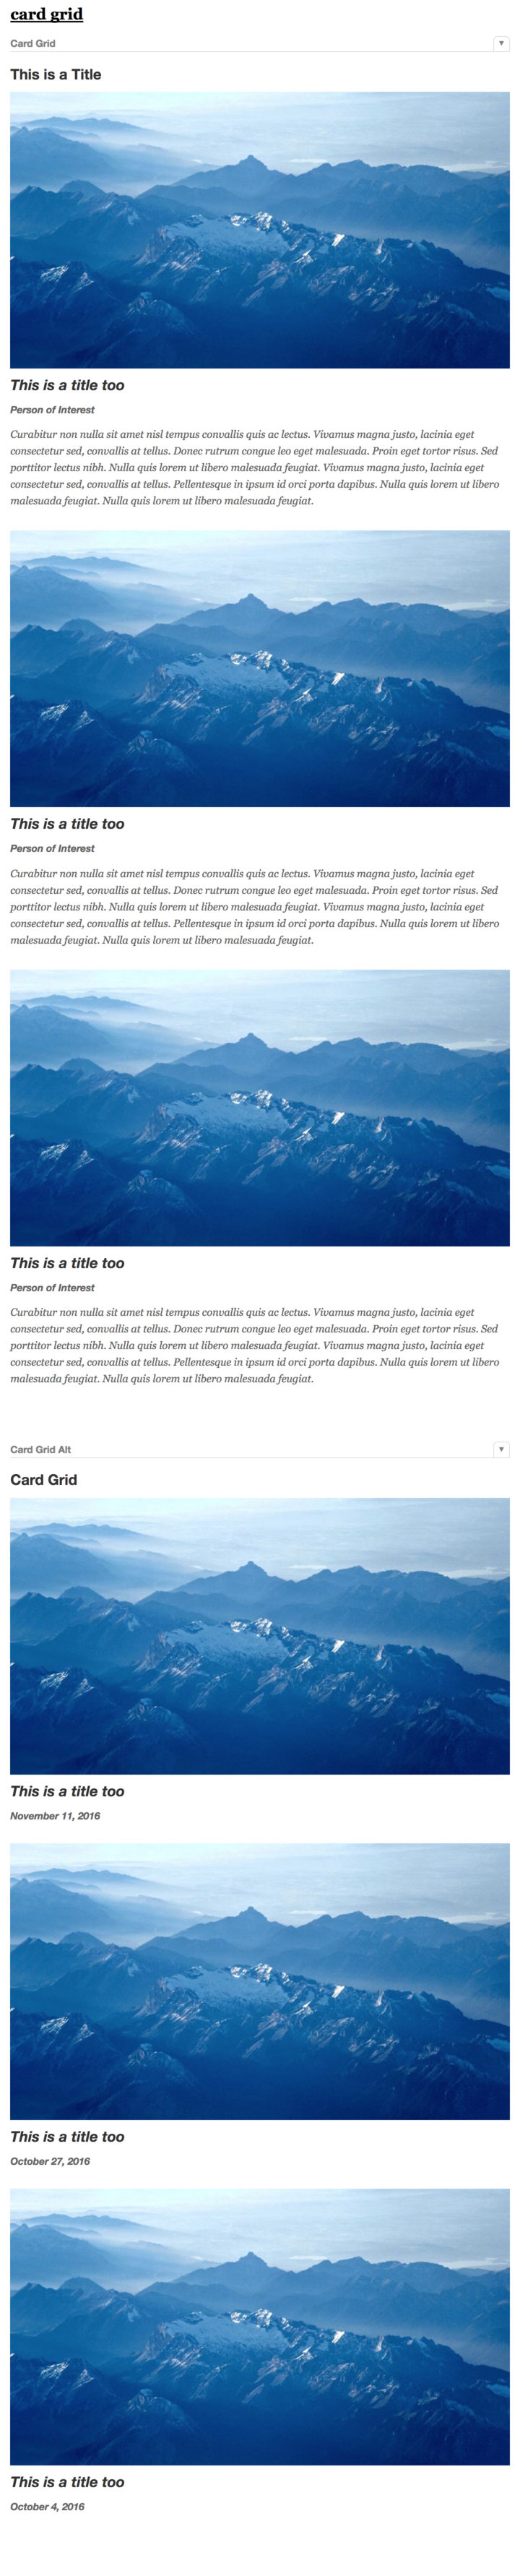 card grid
Card Grid
▼
This is a Title
This is a title too
Person of Interest
Curabitur non nulla sit amet nisl tempus convallis quis ac lectus. Vivamus magna justo, lacinia eget
consectetur sed, convallis at tellus. Donec rutrum congue leo eget malesuada. Proin eget tortor risus. Sed
porttitor lectus nibh. Nulla quis lorem ut libero malesuada feugiat. Vivamus magna justo, lacinia eget
consectetur sed, convallis at tellus. Pellentesque in ipsum id orci porta dapibus. Nulla quis lorem ut libero
malesuada feugiat. Nulla quis lorem ut libero malesuada feugiat.
This is a title too
Person of Interest
Curabitur non nulla sit amet nisl tempus convallis quis ac lectus. Vivamus magna justo, lacinia eget
consectetur sed, convallis at tellus. Donec rutrum congue leo eget malesuada. Proin eget tortor risus. Sed
porttitor lectus nibh. Nulla quis lorem ut libero malesuada feugiat. Vivamus magna justo, lacinia eget
consectetur sed, convallis at tellus. Pellentesque in ipsum id orci porta dapibus. Nulla quis lorem ut libero
malesuada feugiat. Nulla quis lorem ut libero malesuada feugiat.
This is a title too
Person of Interest
Curabitur non nulla sit amet nisl tempus convallis quis ac lectus. Vivamus magna justo, lacinia eget
consectetur sed, convallis at tellus. Donec rutrum congue leo eget malesuada. Proin eget tortor risus. Sed
porttitor lectus nibh. Nulla quis lorem ut libero malesuada feugiat. Vivamus magna justo, lacinia eget
consectetur sed, convallis at tellus. Pellentesque in ipsum id orci porta dapibus. Nulla quis lorem ut libero
malesuada feugiat. Nulla quis lorem ut libero malesuada feugiat.
Card Grid Alt
▼
Card Grid
This is a title too
November 11, 2016
This is a title too
October 27, 2016
This is a title too
October 4, 2016